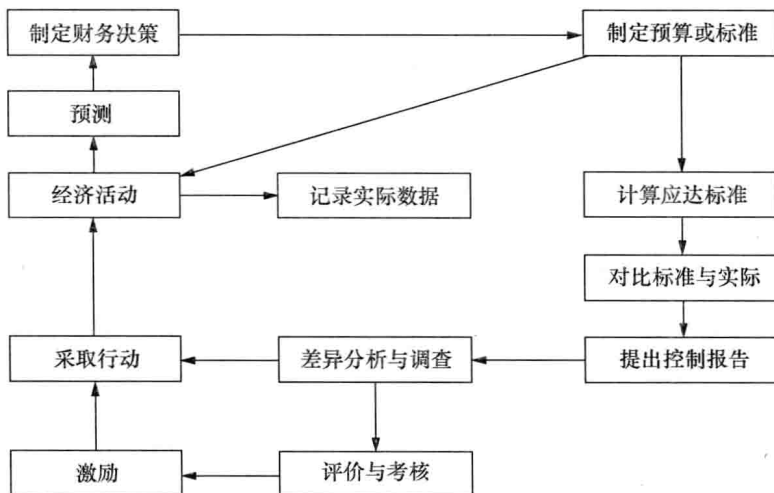 制定财务决策
制定预算或标准
预测
经济活动
记录实际数据
计算应达标准
对比标准与实际
采取行动
差异分析与调查
提出控制报告
激励
评价与考核